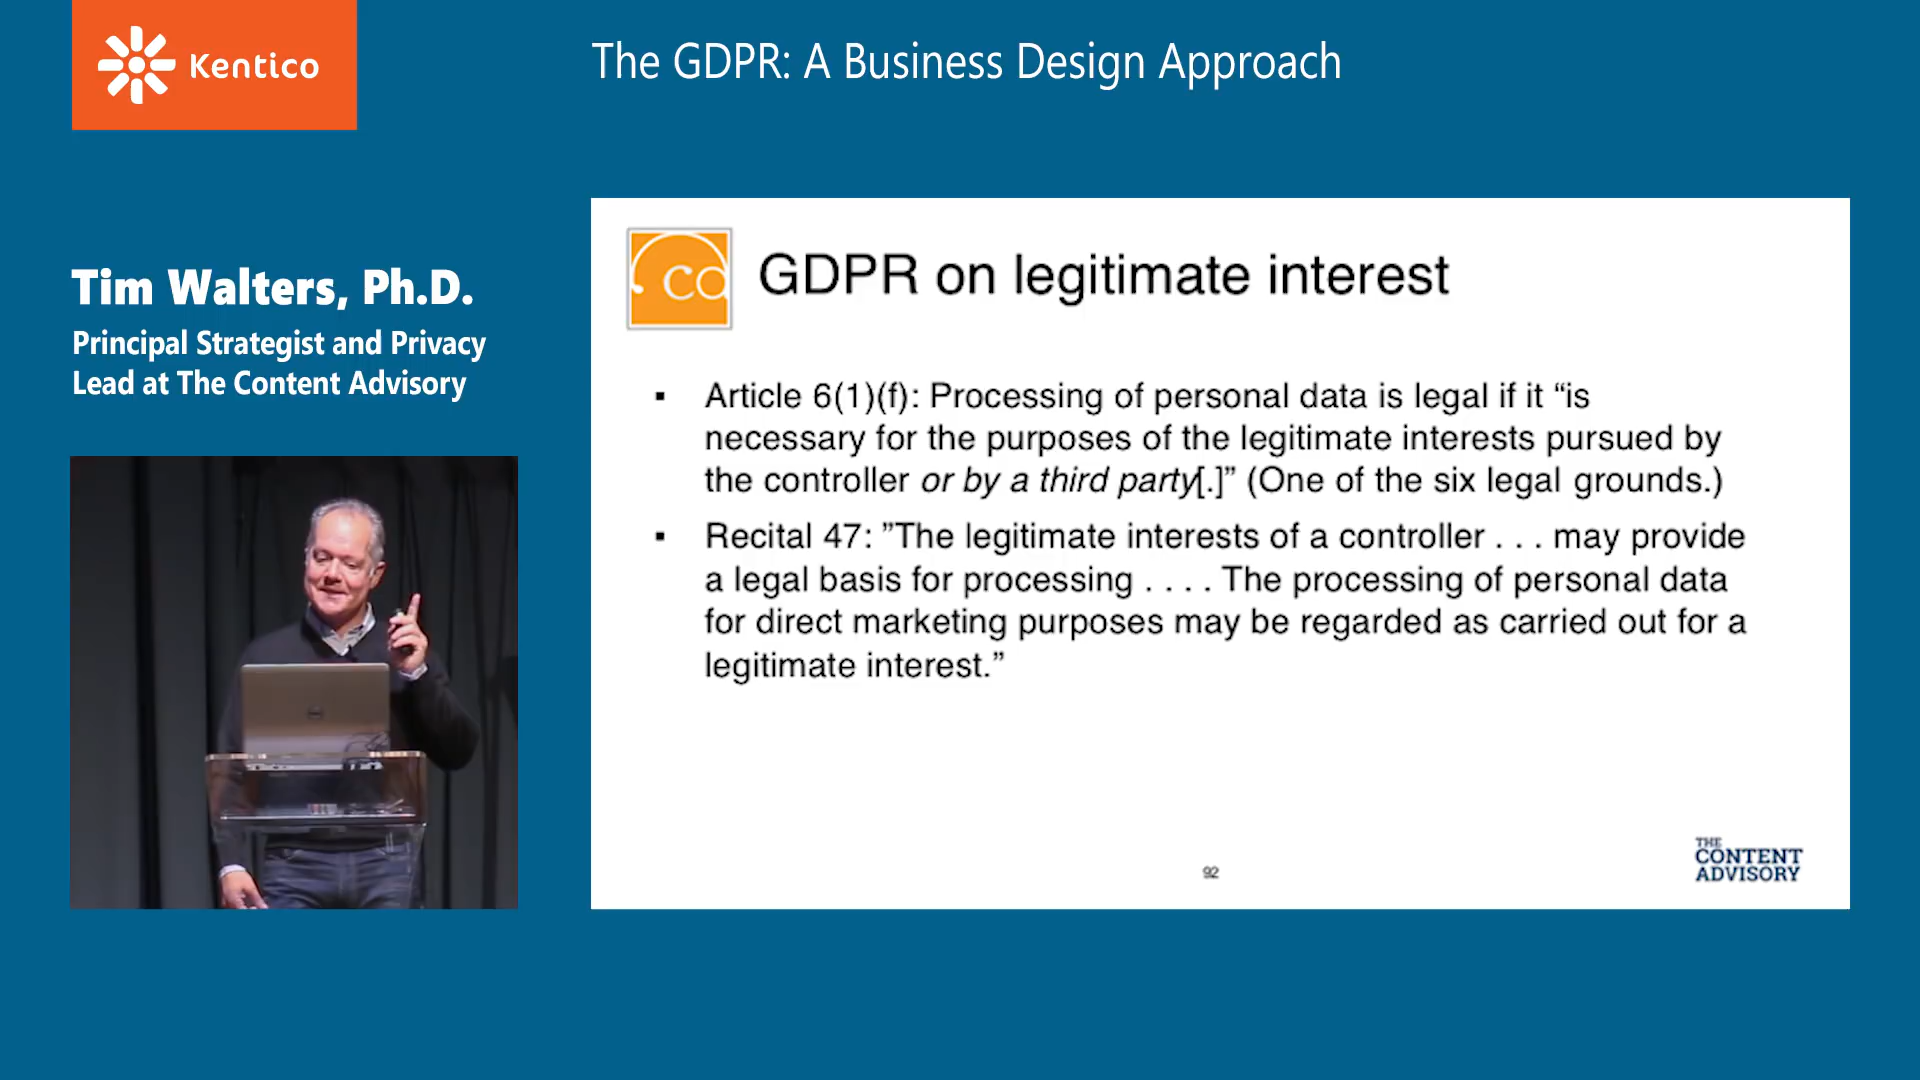 Kentico
The GDPR: A Business Design Approach
Tim Walters, Ph.D.
Principal Strategist and Privacy
Lead at The Content Advisory
ca
GDPR on legitimate interest
▪ Article 6(1)(f): Processing of personal data is legal if it “is
necessary for the purposes of the legitimate interests pursued by
the controller or by a third party[.]” (One of the six legal grounds.)
▪ Recital 47: ”The legitimate interests of a controller . . . may provide
a legal basis for processing . . . . The processing of personal data
for direct marketing purposes may be regarded as carried out for a
legitimate interest.”
92
THE
CONTENT
ADVISORY